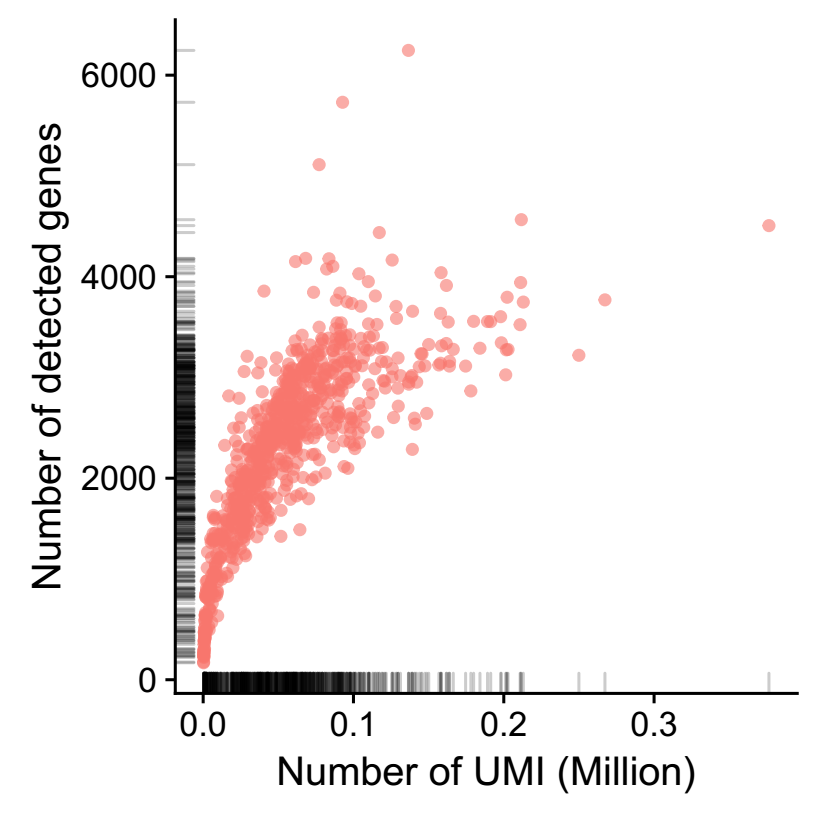 Number of detected genes
6000
4000
2000
0
0.0 0.1 0.2 0.3
Number of UMI (Million)